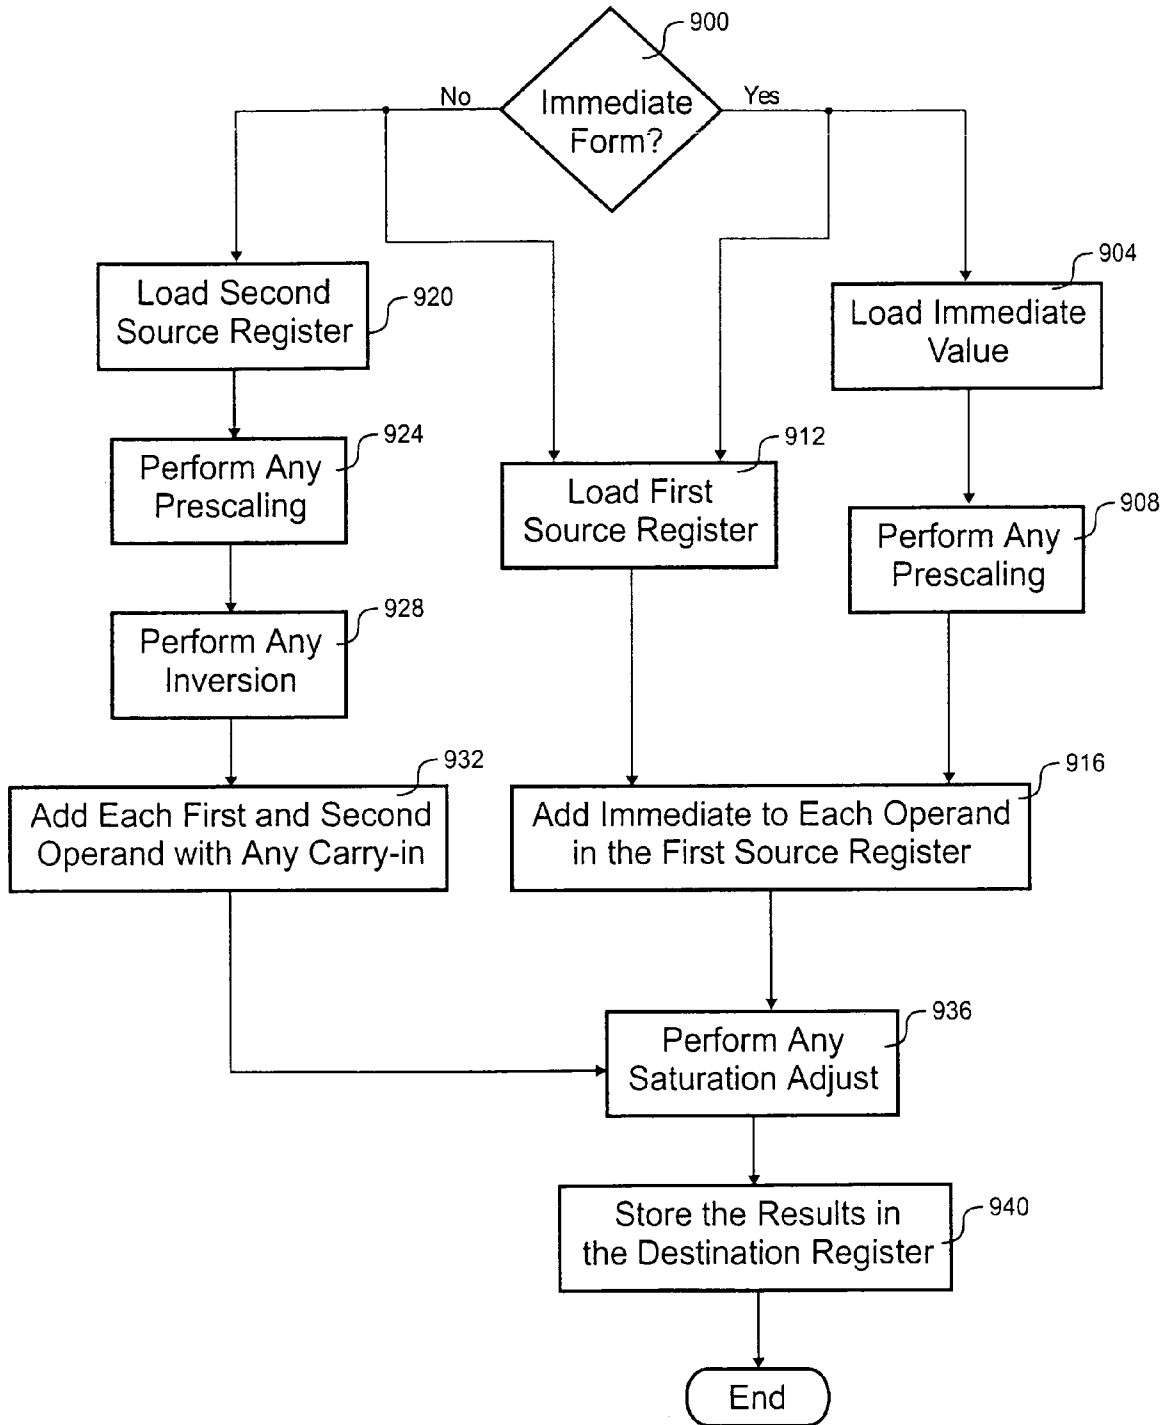 900
Immediate
Form?
No
Yes
904
Load Immediate
Value
Load Second
Source Register
920
924
Perform Any
Prescaling
912
Load First
Source Register
908
Perform Any
Prescaling
928
Perform Any
Inversion
932
Add Each First and Second
Operand with Any Carry-in
916
Add Immediate to Each Operand
in the First Source Register
936
Perform Any
Saturation Adjust
940
Store the Results in
the Destination Register
End